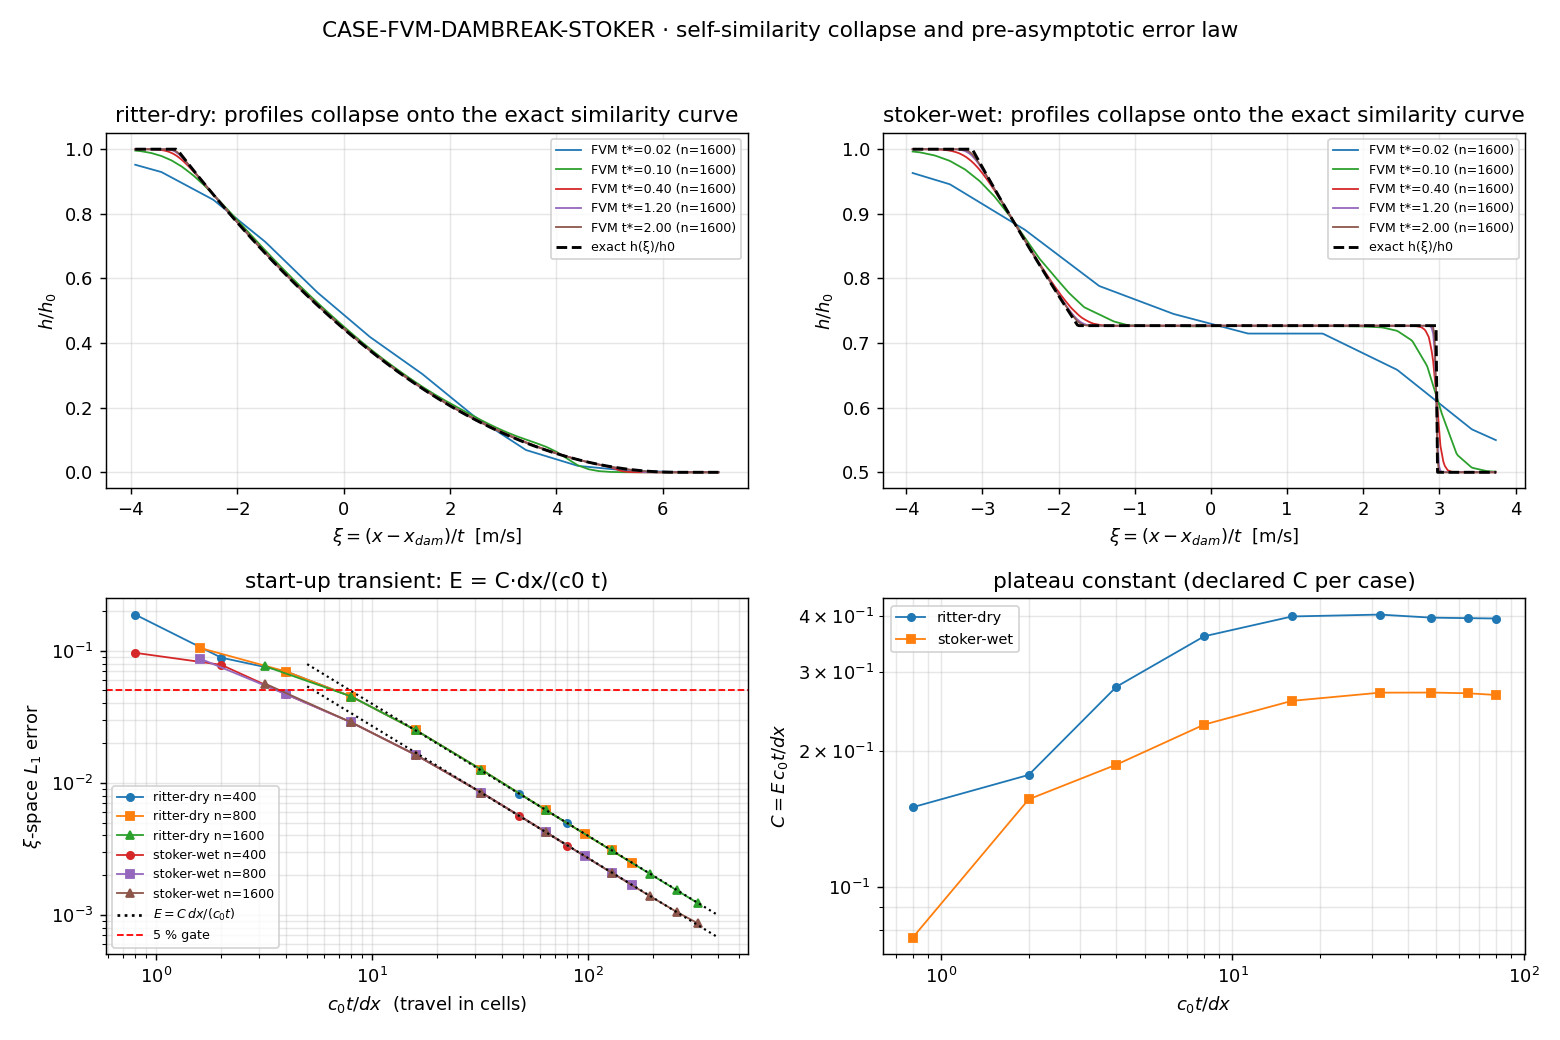 CASE-FVM-DAMBREAK-STOKER · self-similarity collapse and pre-asymptotic error law
ritter-dry: profiles collapse onto the exact similarity curve
h/h₀
1.0
0.8
0.6
0.4
0.2
0.0
FVM t*=0.02 (n=1600)
FVM t*=0.10 (n=1600)
FVM t*=0.40 (n=1600)
FVM t*=1.20 (n=1600)
FVM t*=2.00 (n=1600)
exact h(ξ)/h0
−4 −2 0 2 4 6
ξ = (x − x_dam)/t [m/s]
stoker-wet: profiles collapse onto the exact similarity curve
h/h₀
1.0
0.9
0.8
0.7
0.6
0.5
FVM t*=0.02 (n=1600)
FVM t*=0.10 (n=1600)
FVM t*=0.40 (n=1600)
FVM t*=1.20 (n=1600)
FVM t*=2.00 (n=1600)
exact h(ξ)/h0
−4 −3 −2 −1 0 1 2 3 4
ξ = (x − x_dam)/t [m/s]
start-up transient: E = C·dx/(c0 t)
ξ-space L₁ error
10⁻¹
10⁻²
10⁻³
ritter-dry n=400
ritter-dry n=800
ritter-dry n=1600
stoker-wet n=400
stoker-wet n=800
stoker-wet n=1600
E = C dx/(c₀t)
5 % gate
10⁰ 10¹ 10²
c₀t/dx (travel in cells)
plateau constant (declared C per case)
C = E c₀t/dx
4 × 10⁻¹
3 × 10⁻¹
2 × 10⁻¹
10⁻¹
ritter-dry
stoker-wet
10⁰ 10¹ 10²
c₀t/dx